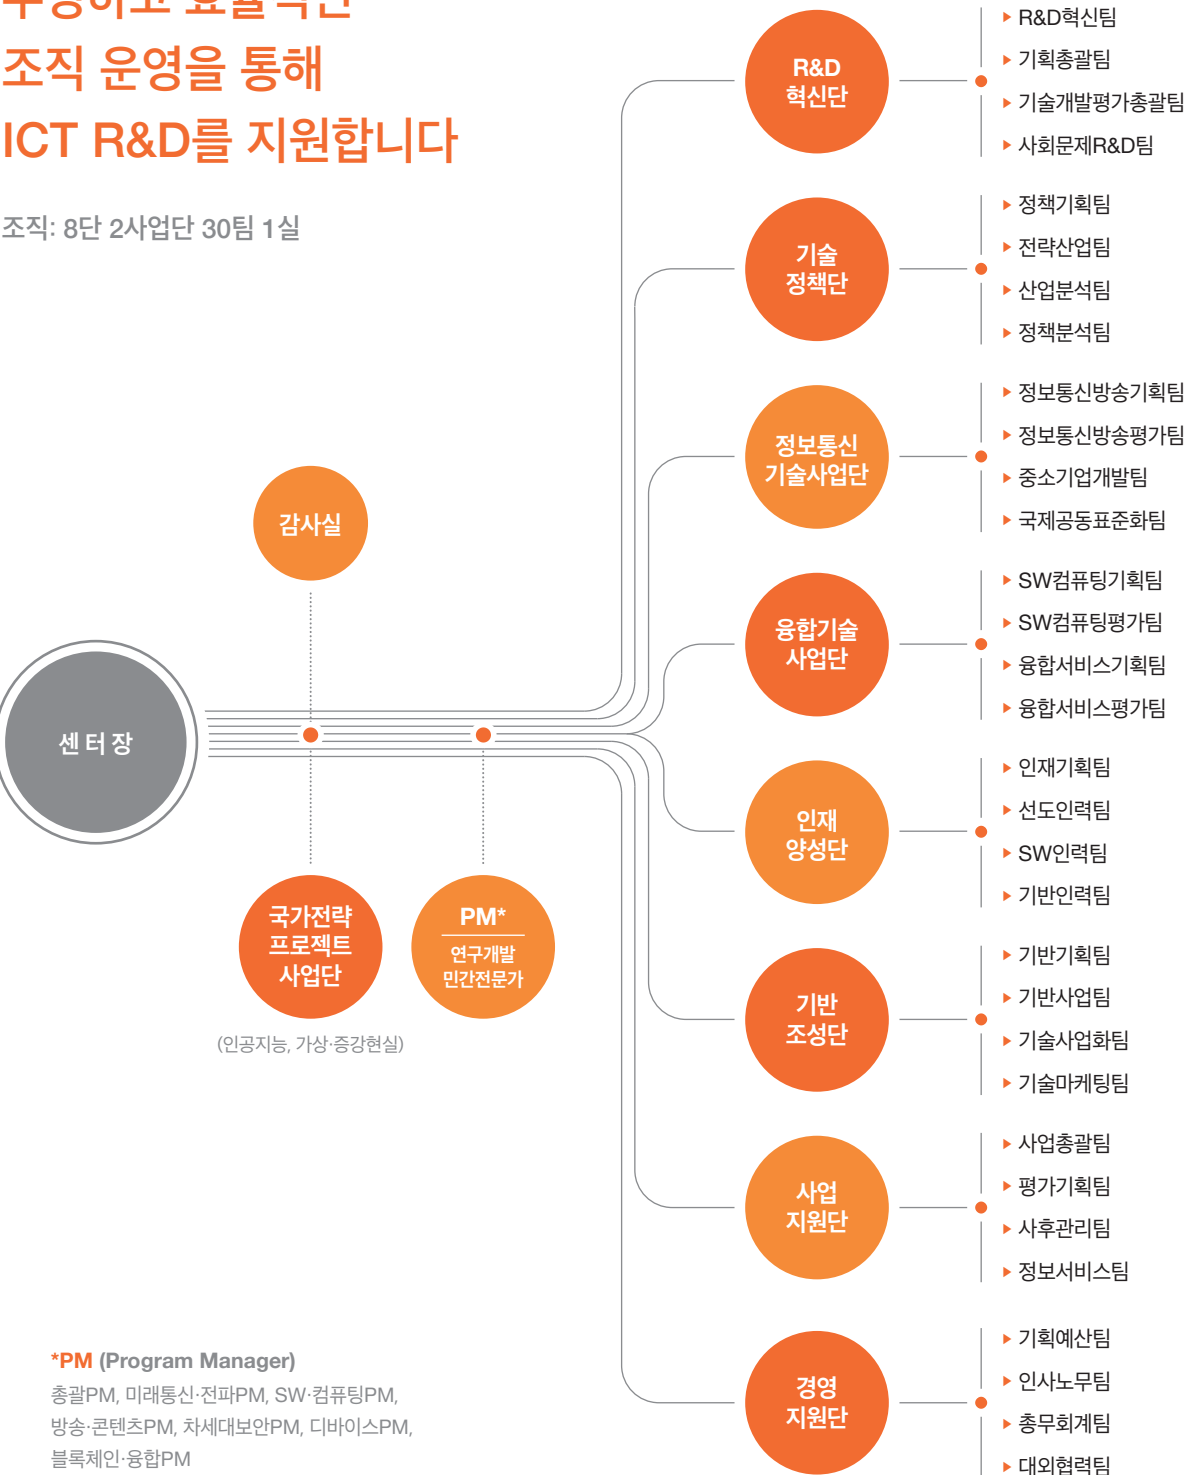 조직 운영을 통해
ICT R&D를 지원합니다
조직: 8단 2사업단 30팀 1실
감사실
센터장
국가전략
프로젝트
사업단
(인공지능, 가상·증강현실)
PM*
연구개발
민간전문가
R&D
혁신단
R&D혁신팀
기획총괄팀
기술개발평가총괄팀
사회문제R&D팀
기술
정책단
정책기획팀
전략산업팀
산업분석팀
정책분석팀
정보통신
기술사업단
정보통신방송기획팀
정보통신방송평가팀
중소기업개발팀
국제공동표준화팀
융합기술
사업단
SW컴퓨팅기획팀
SW컴퓨팅평가팀
융합서비스기획팀
융합서비스평가팀
인재
양성단
인재기획팀
선도인력팀
SW인력팀
기반인력팀
기반
조성단
기반기획팀
기반사업팀
기술사업화팀
기술마케팅팀
사업
지원단
사업총괄팀
평가기획팀
사후관리팀
정보서비스팀
경영
지원단
기획예산팀
인사노무팀
총무회계팀
대외협력팀
*PM (Program Manager)
총괄PM, 미래통신·전파PM, SW·컴퓨팅PM,
방송·콘텐츠PM, 차세대보안PM, 디바이스PM,
블록체인·융합PM